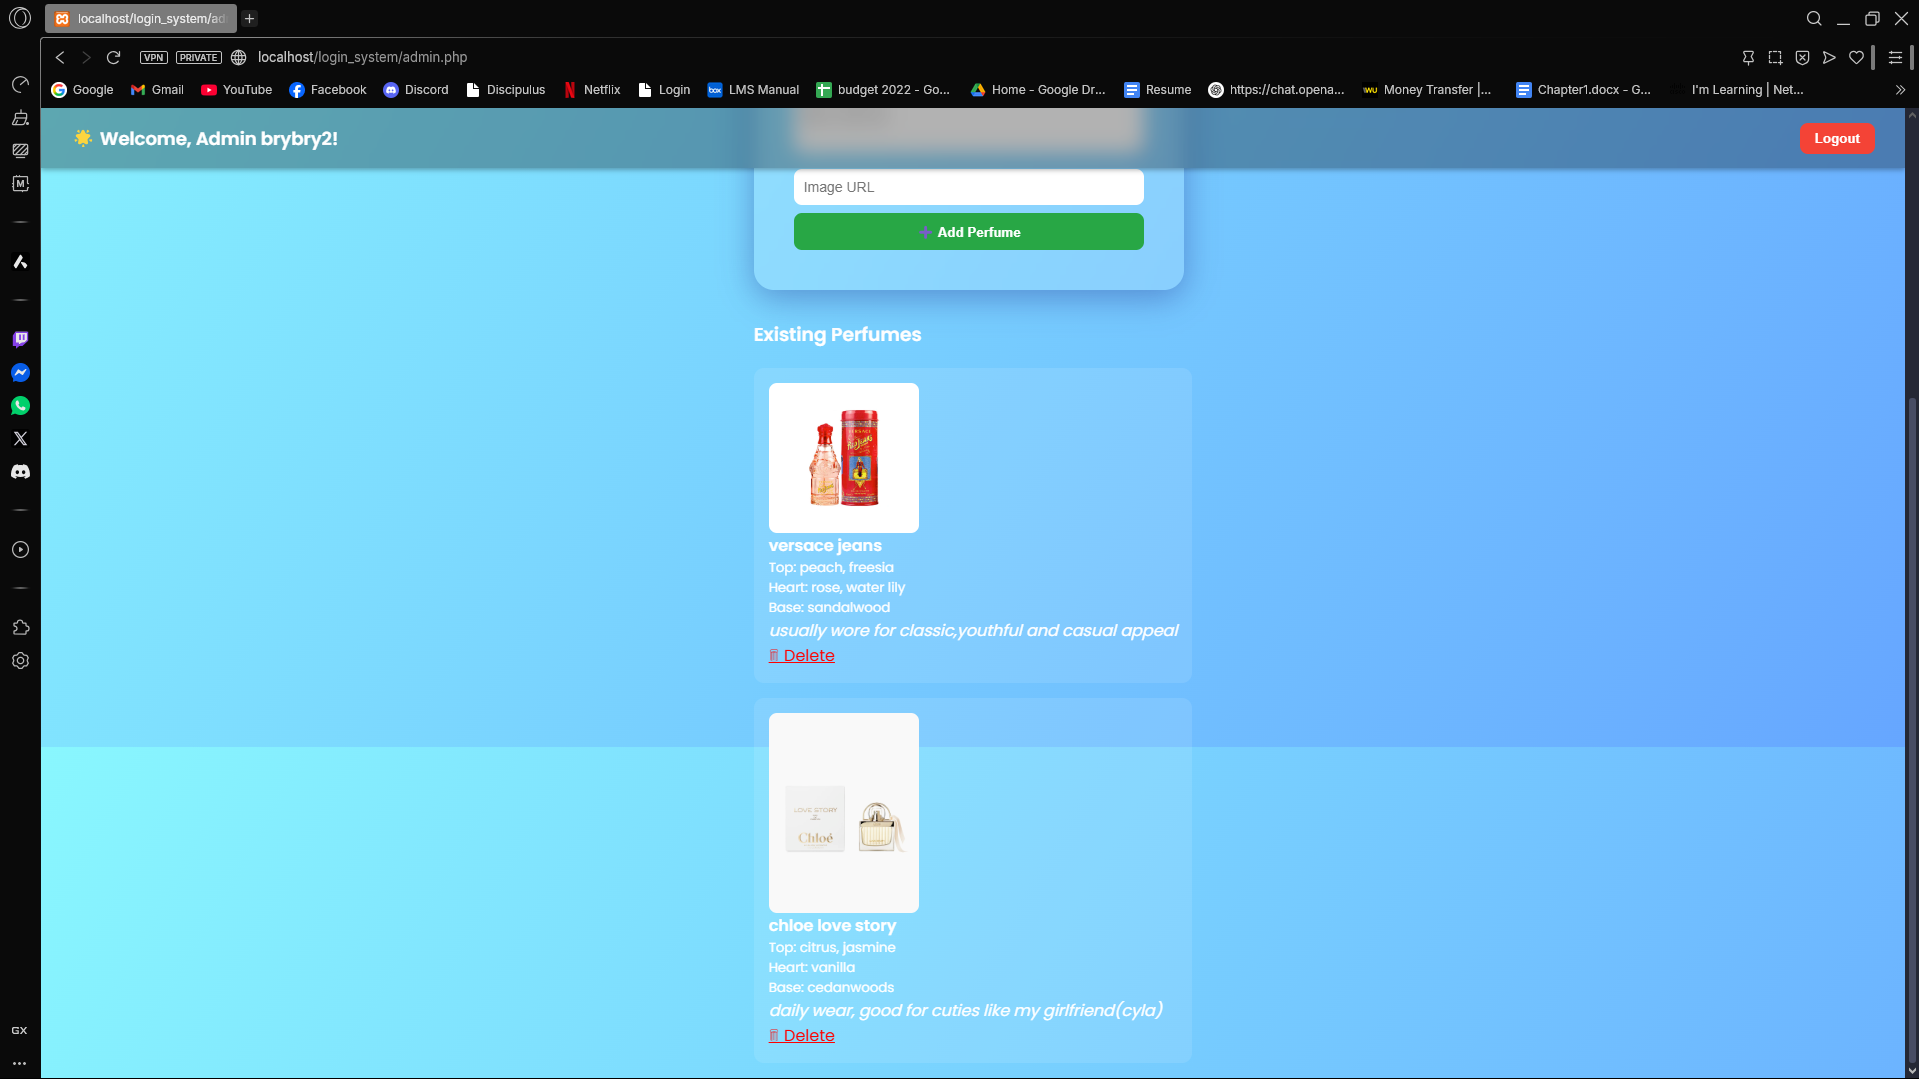 localhost/login_system/ad
VPN PRIVATE localhost/login_system/admin.php
Google Gmail YouTube Facebook Discord Discipulus Netflix Login LMS Manual budget 2022 - Go... Home - Google Dr... Resume https://chat.opena... Money Transfer |... Chapter1.docx - G... I'm Learning | Net...
🌟 Welcome, Admin brybry2!
Logout
Image URL
➕ Add Perfume
Existing Perfumes
VERSACE
versace jeans
Top: peach, freesia
Heart: rose, water lily
Base: sandalwood
usually wore for classic,youthful and casual appeal
Delete
LOVE STORY
Chloé
chloe love story
Top: citrus, jasmine
Heart: vanilla
Base: cedanwoods
daily wear, good for cuties like my girlfriend(cyla)
Delete
GX